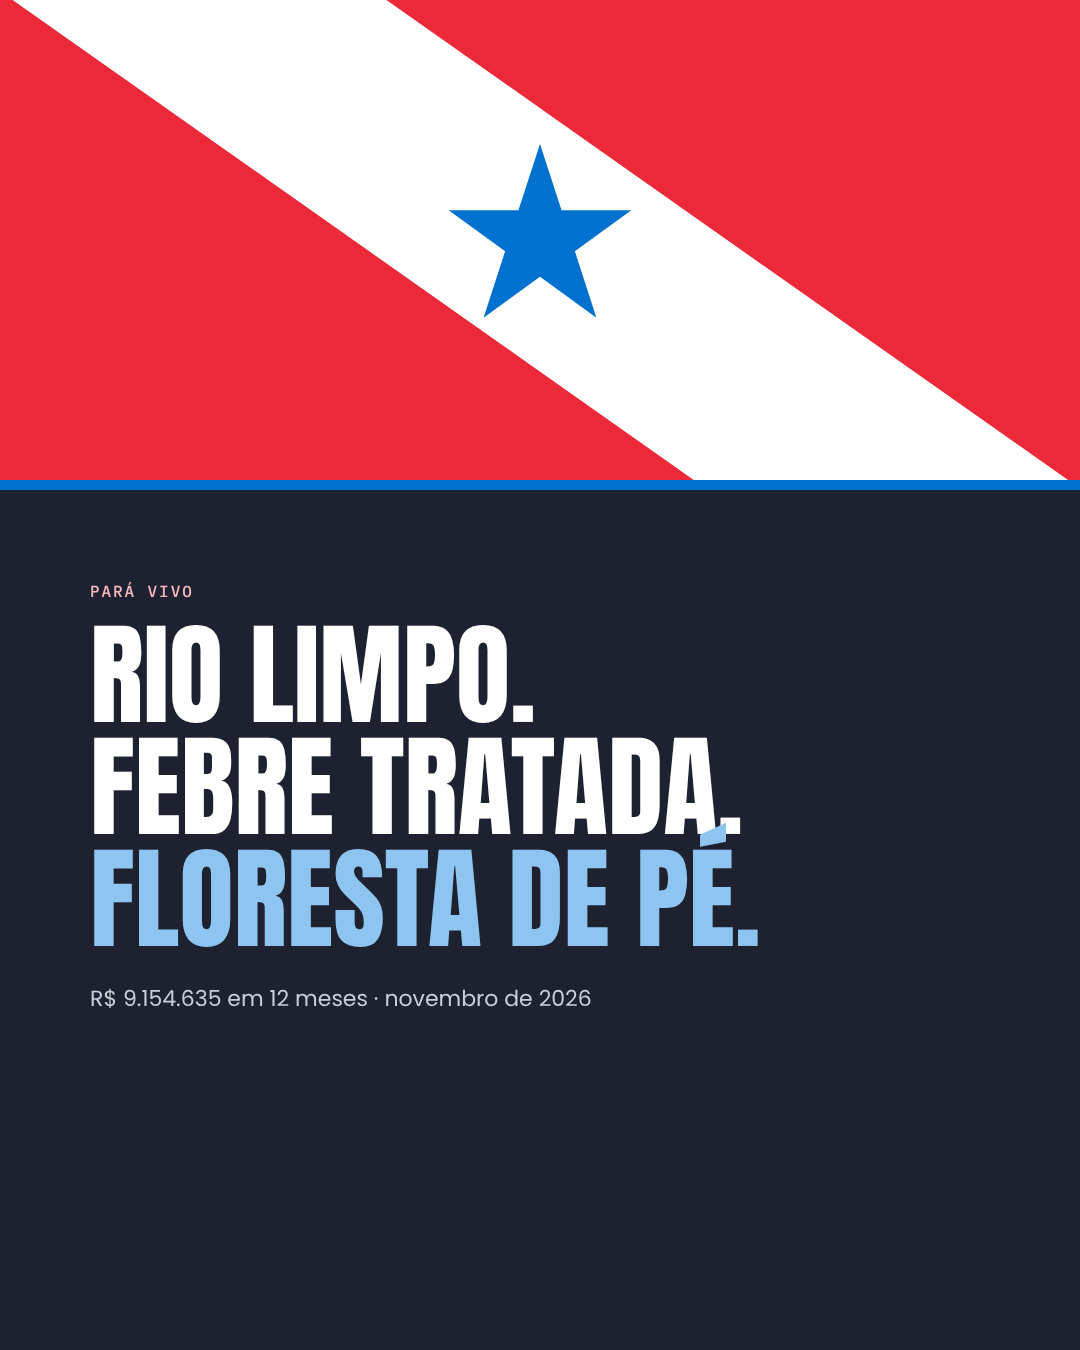 PARÁ VIVO
RIO LIMPO.
FEBRE TRATADA.
FLORESTA DE PÉ.
R$ 9.154.635 em 12 meses · novembro de 2026